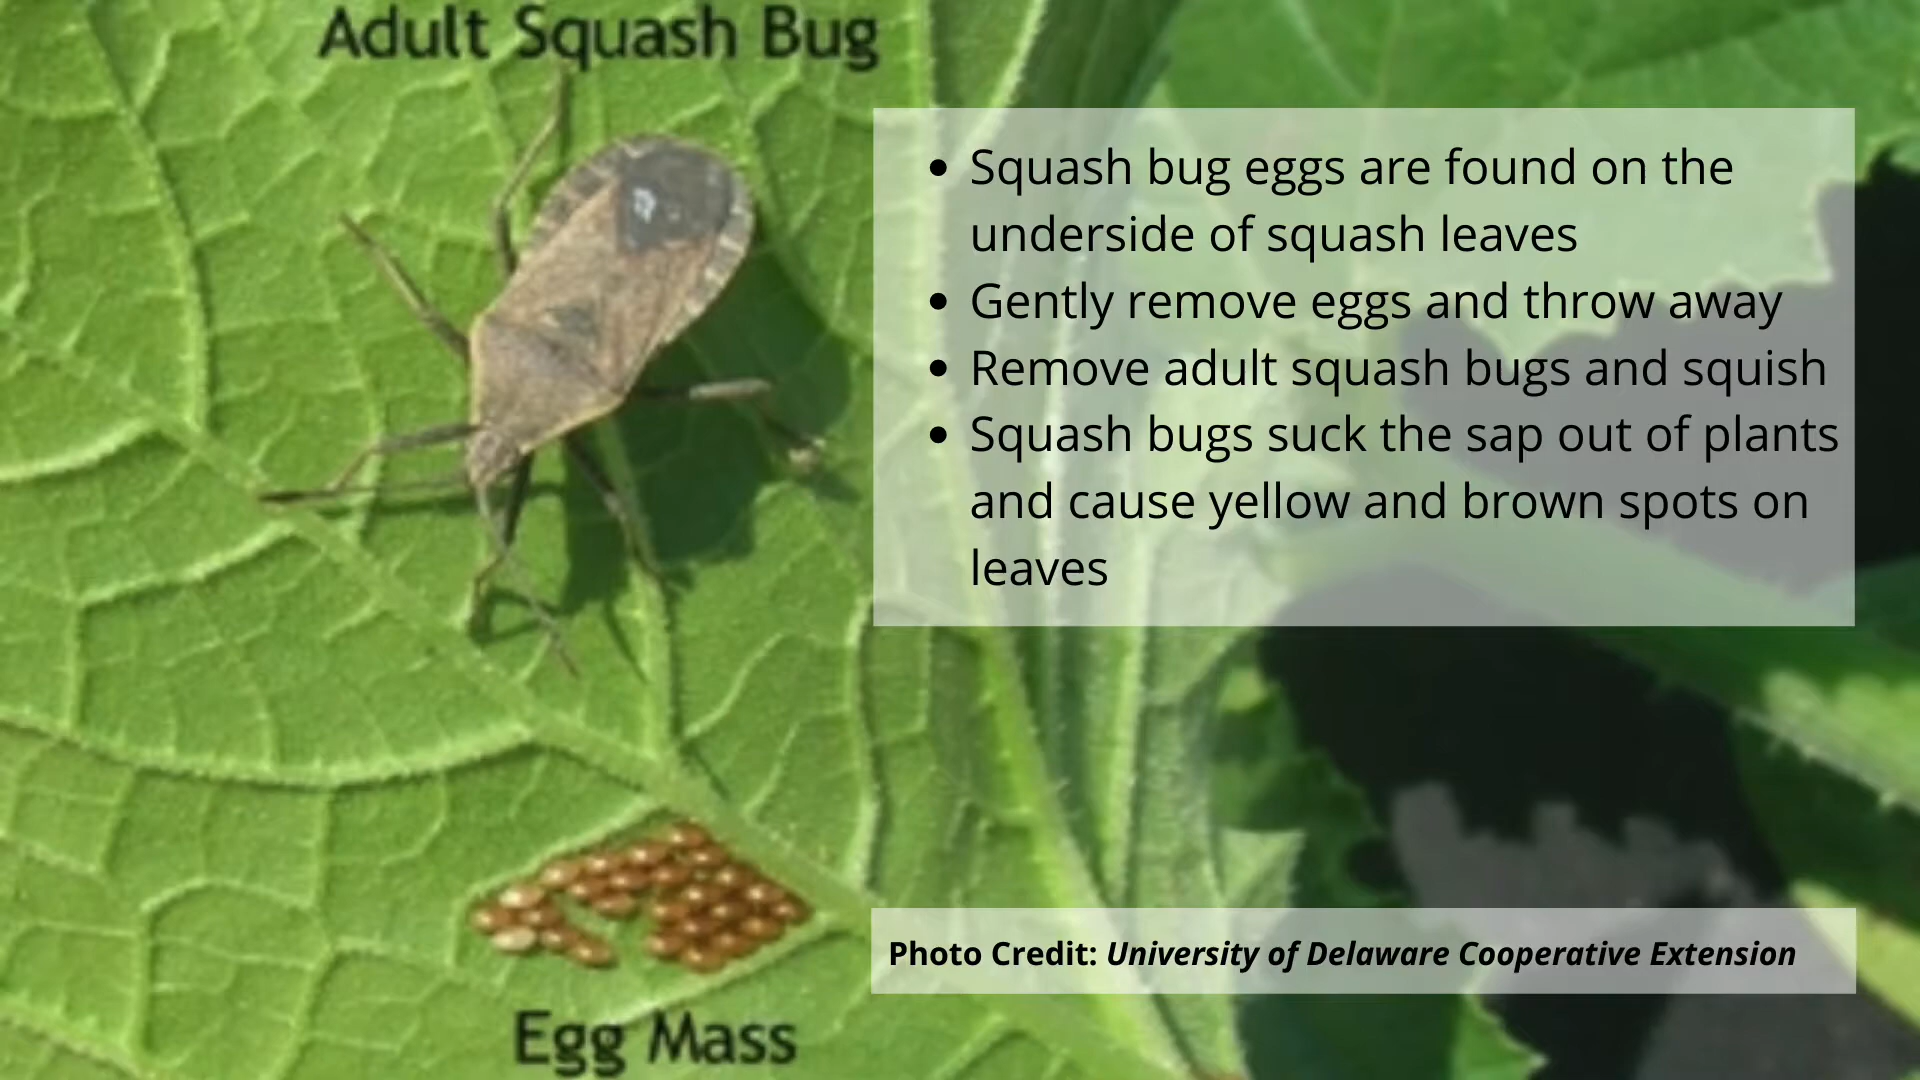 Adult Squash Bug
• Squash bug eggs are found on the
underside of squash leaves
• Gently remove eggs and throw away
• Remove adult squash bugs and squish
• Squash bugs suck the sap out of plants
and cause yellow and brown spots on
leaves
Photo Credit: University of Delaware Cooperative Extension
Egg Mass